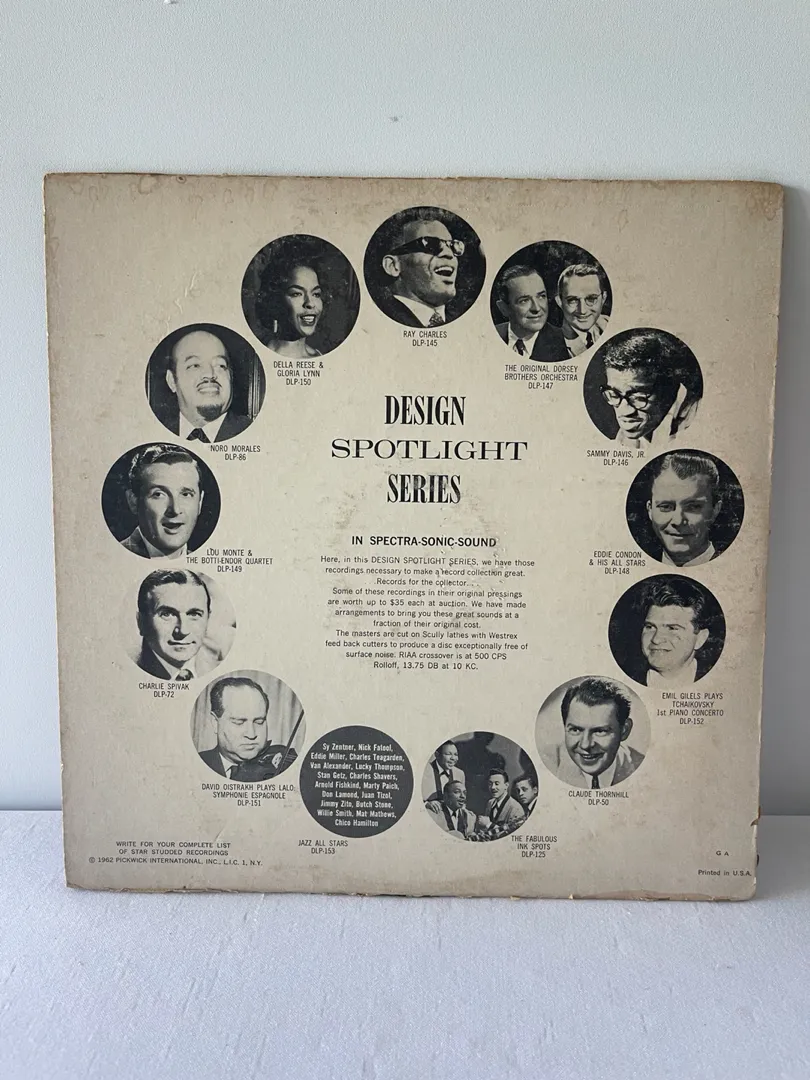 RAY CHARLES
DLP-145
DELLA REESE &
GLORIA LYNN
DLP-150
THE ORIGINAL DORSEY
BROTHERS ORCHESTRA
DLP-147
NORO MORALES
DLP-86
SAMMY DAVIS, JR.
DLP-146
DESIGN
SPOTLIGHT
SERIES
LOU MONTE &
THE BOTTI-ENDOR QUARTET
DLP-149
EDDIE CONDON
& HIS ALL STARS
DLP-148
IN SPECTRA-SONIC-SOUND
Here, in this DESIGN SPOTLIGHT SERIES, we have those
recordings necessary to make a record collection great.
Records for the collector...
Some of these recordings in their original pressings
are worth up to $35 each at auction. We have made
arrangements to bring you these great sounds at a
fraction of their original cost.
The masters are cut on Scully lathes with Westrex
feed back cutters to produce a disc exceptionally free of
surface noise. RIAA crossover is at 500 CPS
Rolloff, 13.75 DB at 10 KC.
CHARLIE SPIVAK
DLP-72
EMIL GILELS PLAYS
TCHAIKOVSKY
1st PIANO CONCERTO
DLP-152
DAVID OISTRAKH PLAYS LALO:
SYMPHONIE ESPAGNOLE
DLP-151
CLAUDE THORNHILL
DLP-50
Sy Zentner, Nick Fatool,
Eddie Miller, Charles Teagarden,
Van Alexander, Lucky Thompson,
Stan Getz, Charles Shavers,
Arnold Fishkind, Marty Paich,
Don Lamond, Juan Tizol,
Jimmy Zito, Butch Stone,
Willie Smith, Mat Mathews,
Chico Hamilton
JAZZ ALL STARS
DLP-153
THE FABULOUS
INK SPOTS
DLP-125
WRITE FOR YOUR COMPLETE LIST
OF STAR STUDDED RECORDINGS
© 1962 PICKWICK INTERNATIONAL, INC., L.I.C. 1, N.Y.
G A
Printed in U.S.A.